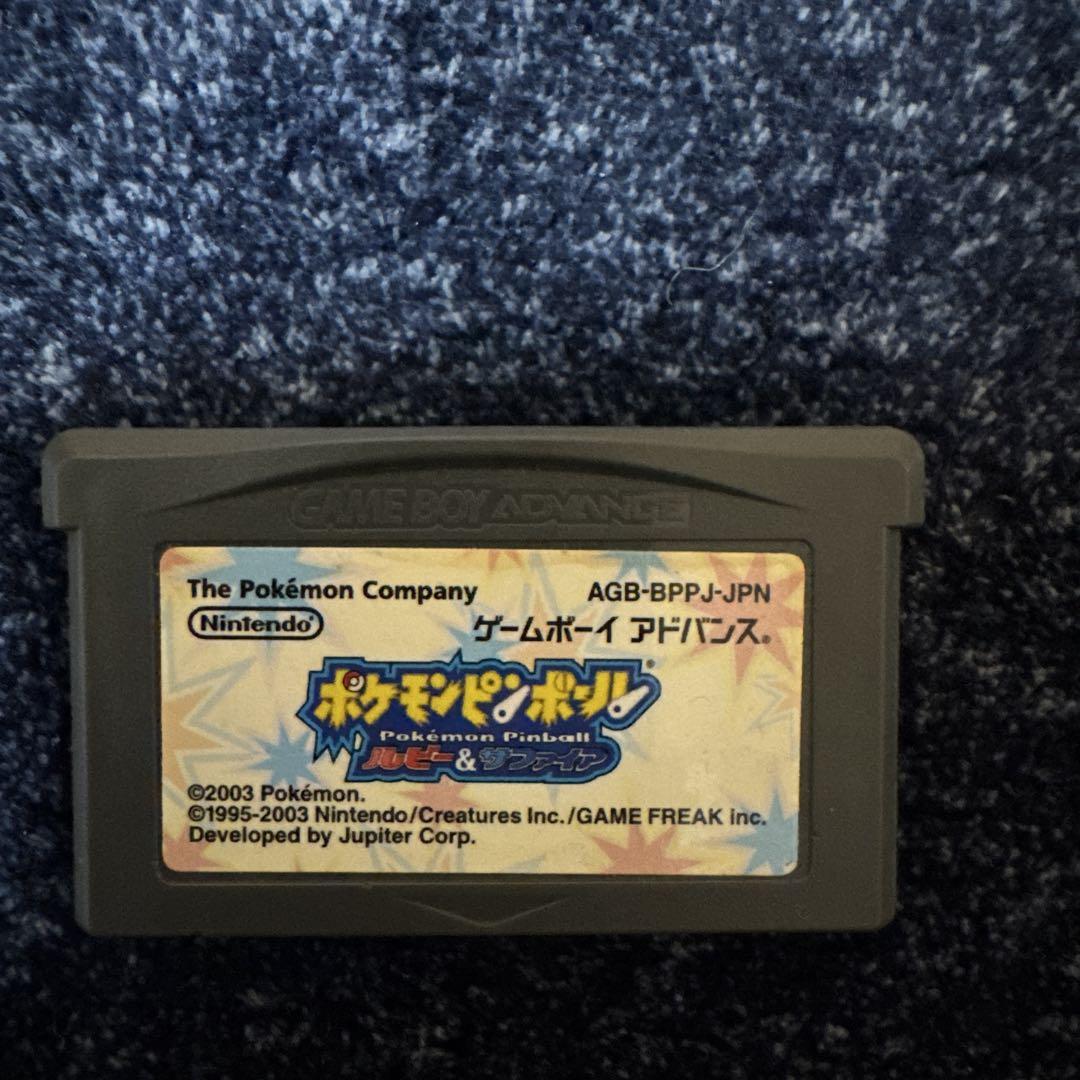 GAME BOY ADVANCE
The Pokémon Company
AGB-BPPJ-JPN
Nintendo®
ゲームボーイ アドバンス®
ポケモンピンボール®
Pokémon Pinball
ルビー&サファイア
©2003 Pokémon.
©1995-2003 Nintendo/Creatures Inc./GAME FREAK inc.
Developed by Jupiter Corp.